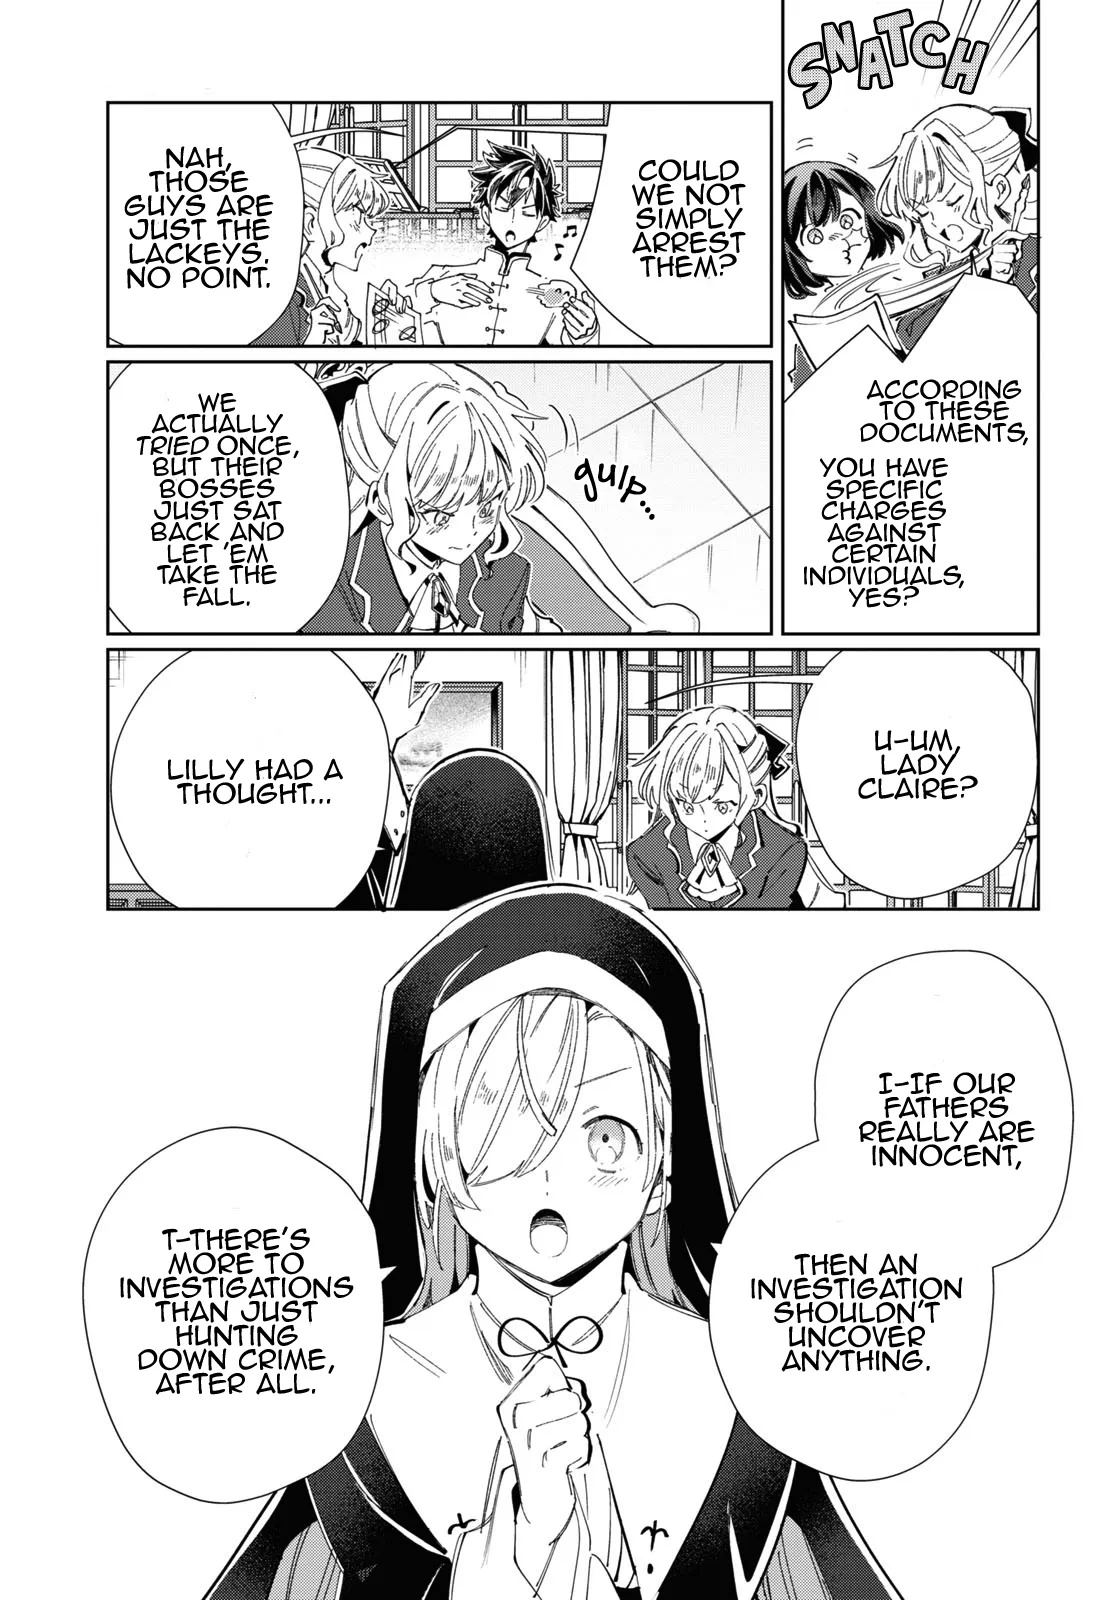 SNATCH
ACCORDING
TO THESE
DOCUMENTS,
YOU HAVE
SPECIFIC
CHARGES
AGAINST
CERTAIN
INDIVIDUALS,
YES?
COULD
WE NOT
SIMPLY
ARREST
THEM?
NAH,
THOSE
GUYS ARE
JUST THE
LACKEYS.
NO POINT.
gulp...
WE
ACTUALLY
TRIED ONCE,
BUT THEIR
BOSSES
JUST SAT
BACK AND
LET 'EM
TAKE THE
FALL.
U-UM,
LADY
CLAIRE?
LILLY HAD A
THOUGHT...
I-IF OUR
FATHERS
REALLY ARE
INNOCENT,
THEN AN
INVESTIGATION
SHOULDN'T
UNCOVER
ANYTHING.
T-THERE'S
MORE TO
INVESTIGATIONS
THAN JUST
HUNTING
DOWN CRIME,
AFTER ALL.